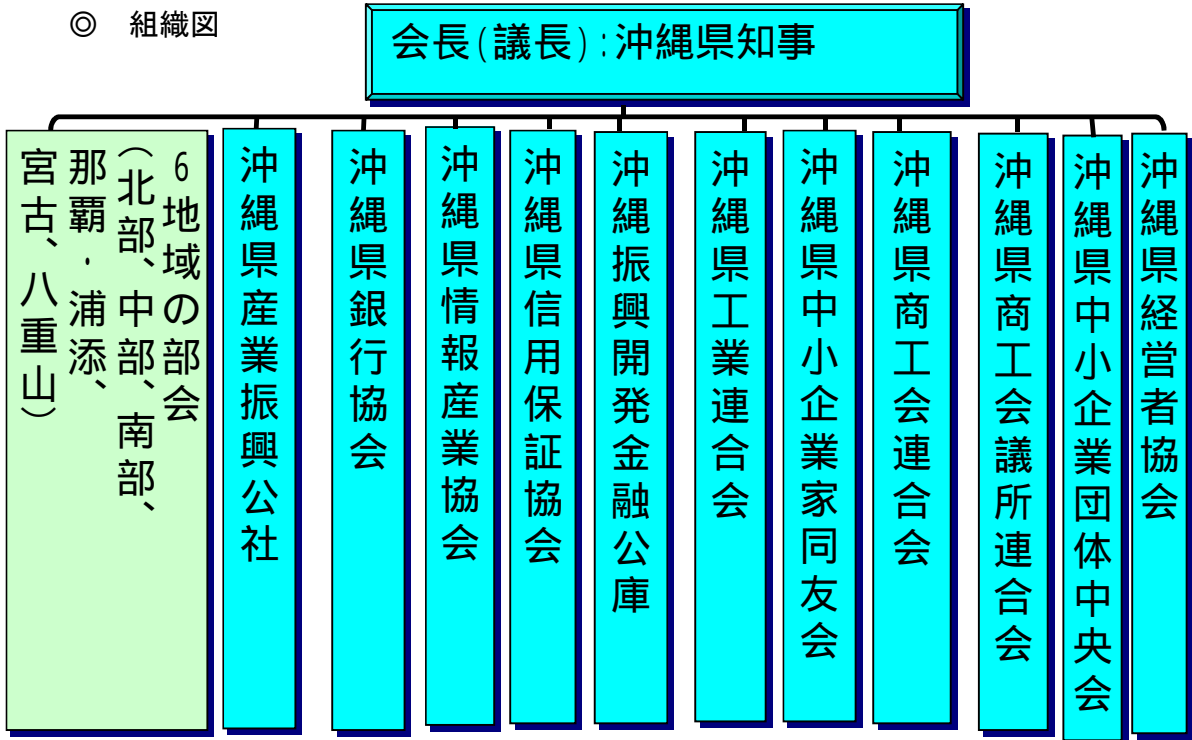 ◎ 組織図
会長(議長):沖縄県知事
沖縄県経営者協会
沖縄県中小企業団体中央会
沖縄県商工会議所連合会
沖縄県商工会連合会
沖縄県中小企業家同友会
沖縄県工業連合会
沖縄振興開発金融公庫
沖縄県信用保証協会
沖縄県情報産業協会
沖縄県銀行協会
沖縄県産業振興公社
6地域の部会
(北部、中部、南部、
那覇・浦添、
宮古、八重山)